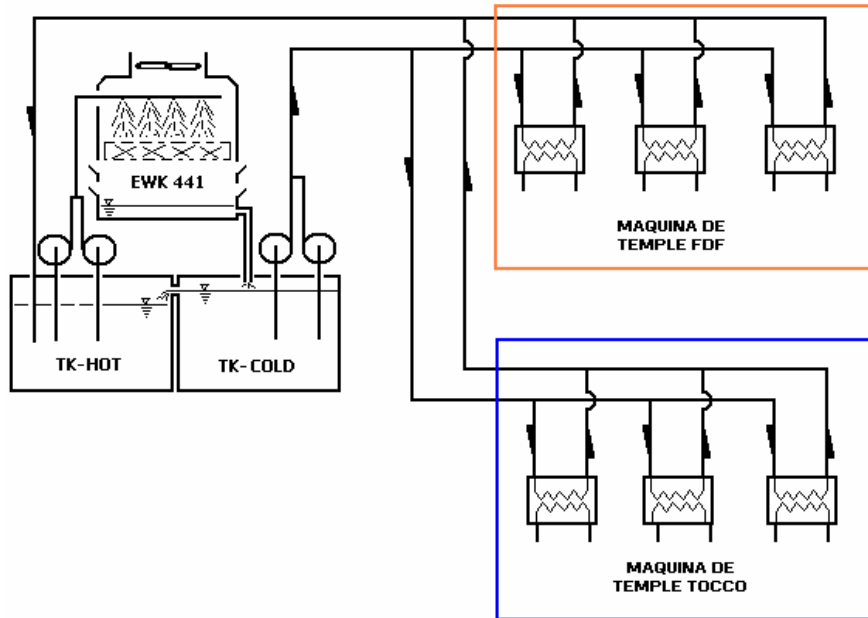 EWK 441
MAQUINA DE
TEMPLE FDF
TK-HOT
TK-COLD
MAQUINA DE
TEMPLE TOCCO